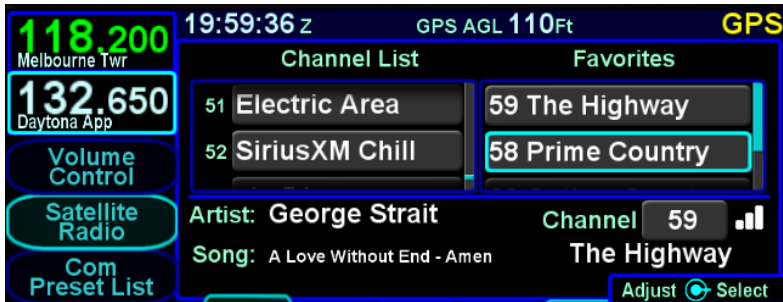 118.200
Melbourne Twr
132.650
Daytona App
Volume
Control
Satellite
Radio
Com
Preset List
19:59:36 Z GPS AGL 110Ft GPS
Channel List
51 Electric Area
52 SiriusXM Chill
Favorites
59 The Highway
58 Prime Country
Artist: George Strait
Song: A Love Without End - Amen
Channel 59
The Highway
Adjust Select